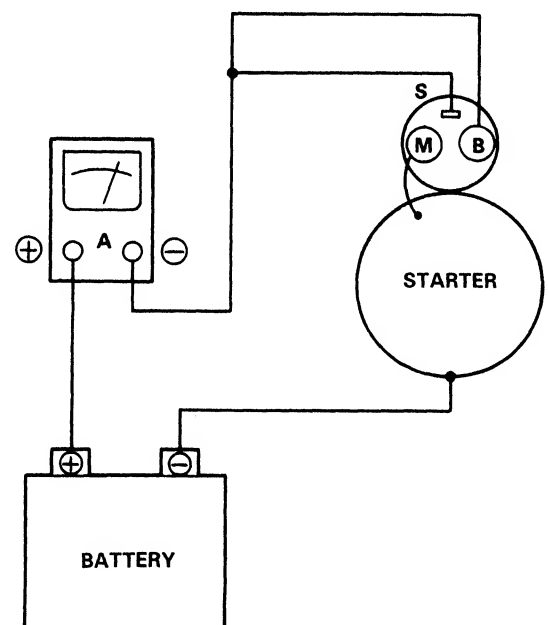 S
M B
A
⊕ ⊖
STARTER
⊕ ⊖
BATTERY